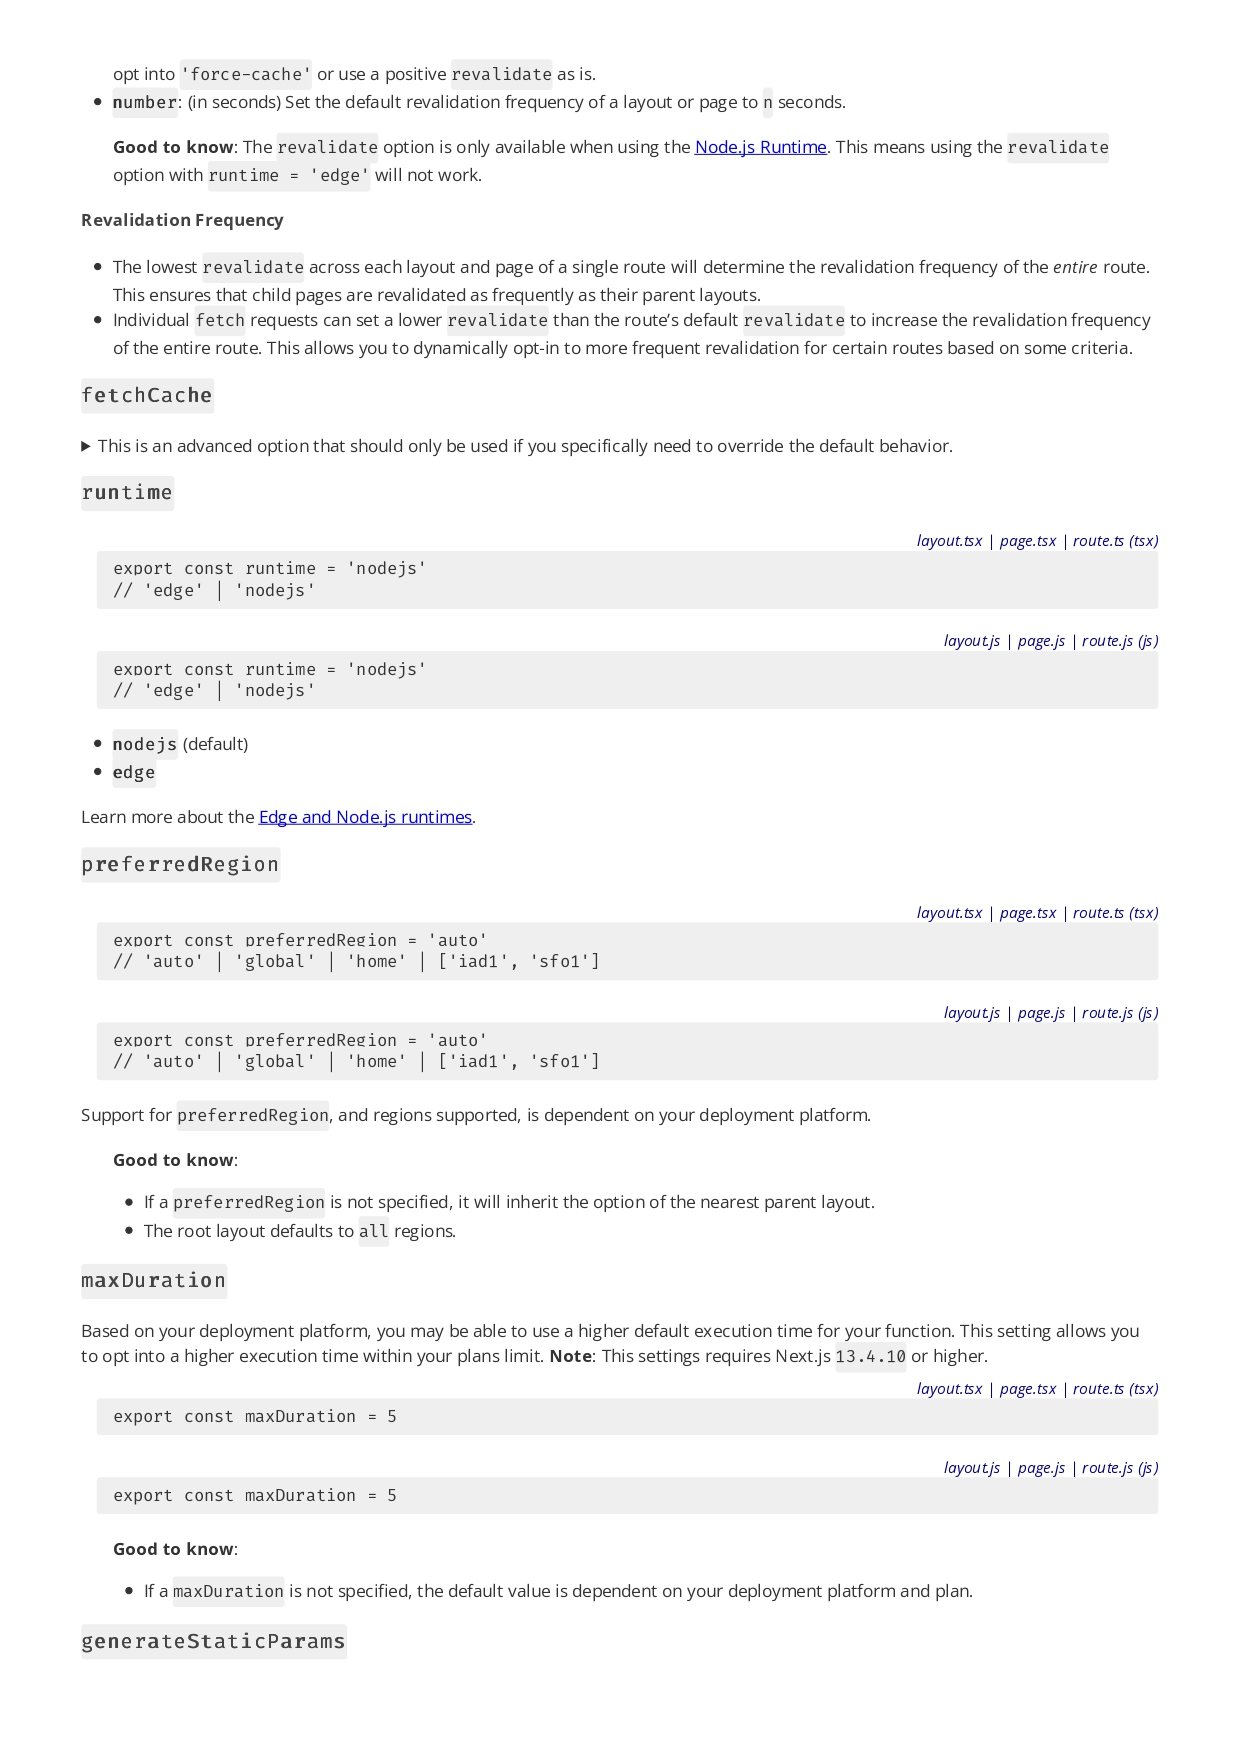 opt into 'force-cache' or use a positive revalidate as is.
• number: (in seconds) Set the default revalidation frequency of a layout or page to n seconds.
Good to know: The revalidate option is only available when using the Node.js Runtime. This means using the revalidate
option with runtime = 'edge' will not work.
Revalidation Frequency
• The lowest revalidate across each layout and page of a single route will determine the revalidation frequency of the entire route.
This ensures that child pages are revalidated as frequently as their parent layouts.
• Individual fetch requests can set a lower revalidate than the route’s default revalidate to increase the revalidation frequency
of the entire route. This allows you to dynamically opt-in to more frequent revalidation for certain routes based on some criteria.
fetchCache
▶ This is an advanced option that should only be used if you specifically need to override the default behavior.
runtime
layout.tsx | page.tsx | route.ts (tsx)
export const runtime = 'nodejs'
// 'edge' | 'nodejs'
layout.js | page.js | route.js (js)
export const runtime = 'nodejs'
// 'edge' | 'nodejs'
• nodejs (default)
• edge
Learn more about the Edge and Node.js runtimes.
preferredRegion
layout.tsx | page.tsx | route.ts (tsx)
export const preferredRegion = 'auto'
// 'auto' | 'global' | 'home' | ['iad1', 'sfo1']
layout.js | page.js | route.js (js)
export const preferredRegion = 'auto'
// 'auto' | 'global' | 'home' | ['iad1', 'sfo1']
Support for preferredRegion, and regions supported, is dependent on your deployment platform.
Good to know:
• If a preferredRegion is not specified, it will inherit the option of the nearest parent layout.
• The root layout defaults to all regions.
maxDuration
Based on your deployment platform, you may be able to use a higher default execution time for your function. This setting allows you
to opt into a higher execution time within your plans limit. Note: This settings requires Next.js 13.4.10 or higher.
layout.tsx | page.tsx | route.ts (tsx)
export const maxDuration = 5
layout.js | page.js | route.js (js)
export const maxDuration = 5
Good to know:
• If a maxDuration is not specified, the default value is dependent on your deployment platform and plan.
generateStaticParams